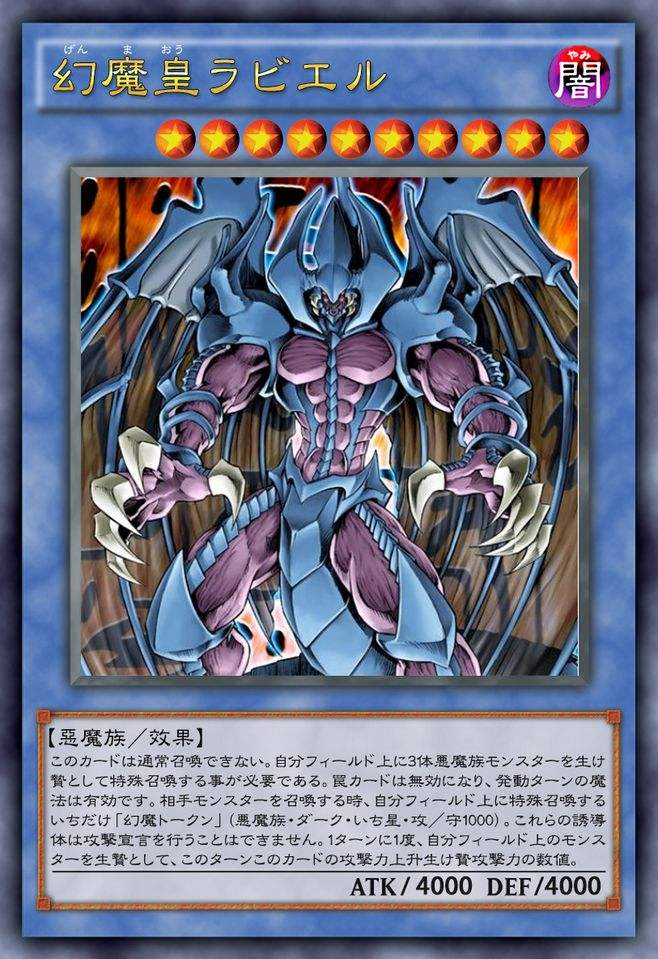 げん ま おう
幻魔皇ラビエル
やみ
闇
【惡魔族／效果】
このカードは通常召喚できない。自分フィールド上に3体悪魔族モンスターを生け
贄として特殊召喚する事が必要である。罠カードは無効になり、発動ターンの魔
法は有効です。相手モンスターを召喚する時、自分フィールド上に特殊召喚する
いちだけ「幻魔トークン」（悪魔族・ダーク・いち星・攻／守1000）。これらの誘導
体は攻撃宣言を行うことはできません。1ターンに1度、自分フィールド上のモンス
ターを生贄として、このターンこのカードの攻撃力上升生け贄攻撃力の数値。
ATK/4000 DEF/4000